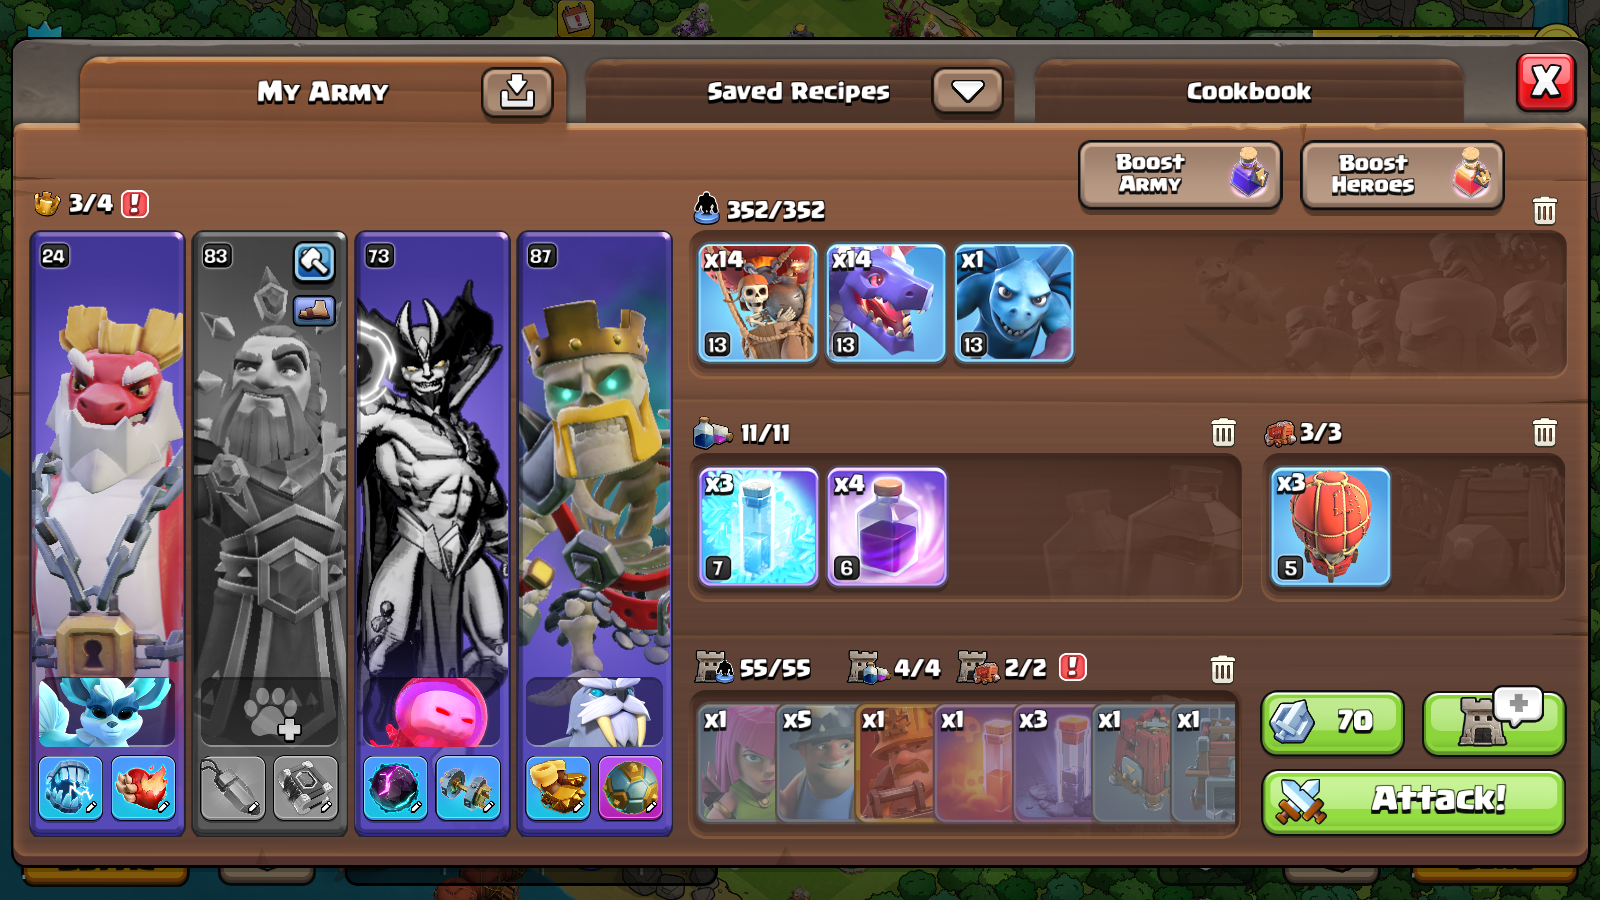 My Army
Saved Recipes
Cookbook
X
Boost
Army
Boost
Heroes
3/4
!
352/352
24
83
73
87
x14
x14
x1
13
13
13
11/11
3/3
x3
x4
x3
7
6
5
55/55
4/4
2/2
!
x1
x5
x1
x1
x3
x1
x1
70
Attack!